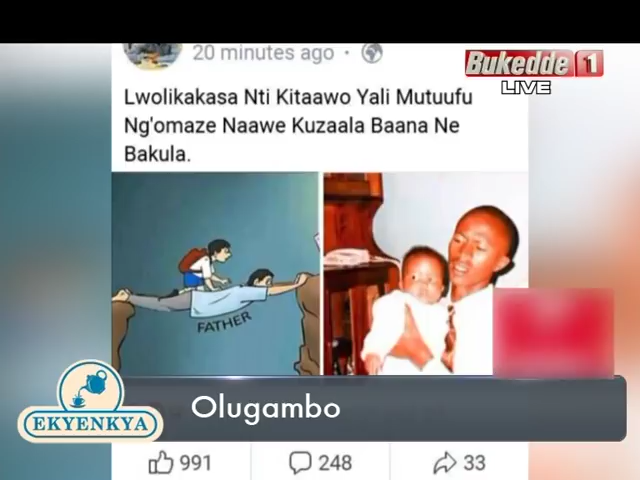 20 minutes ago ·
Bukedde 1
LIVE
Lwolikakasa Nti Kitaawo Yali Mutuufu
Ng'omaze Naawe Kuzaala Baana Ne
Bakula.
FATHER
Olugambo
EKYENKYA
991
248
33